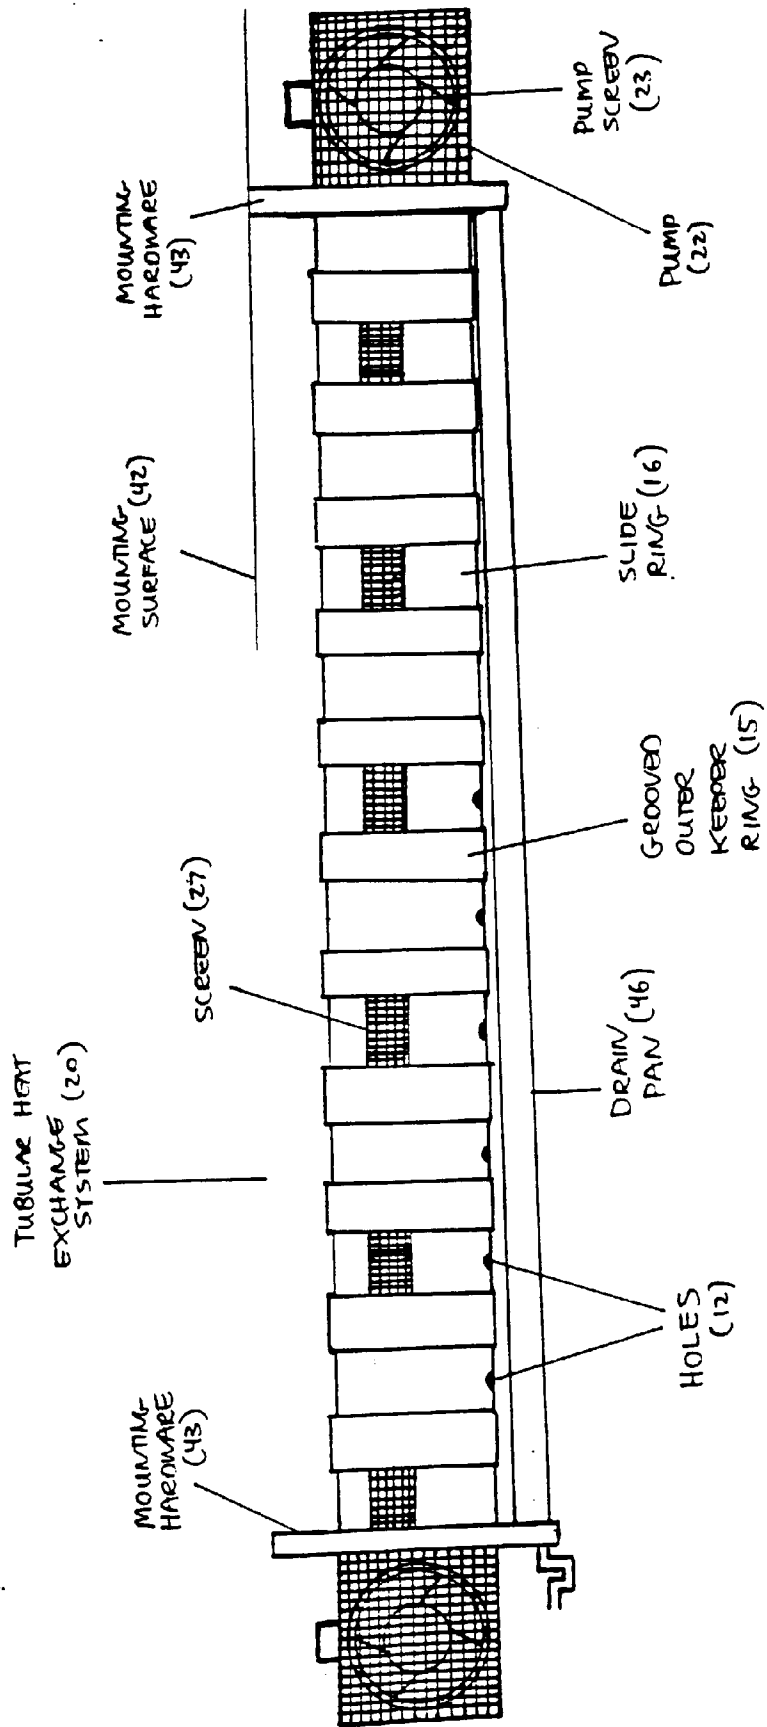 TUBULAR HEAT
EXCHANGE
SYSTEM (20)
MOUNTING
HARDWARE
(43)
SCREEN (27)
MOUNTING
SURFACE (42)
MOUNTING
HARDWARE
(43)
HOLES
(12)
DRAIN
PAN (46)
GROOVED
OUTER
KEEPER
RING (15)
SLIDE
RING (16)
PUMP
(22)
PUMP
SCREEN
(23)